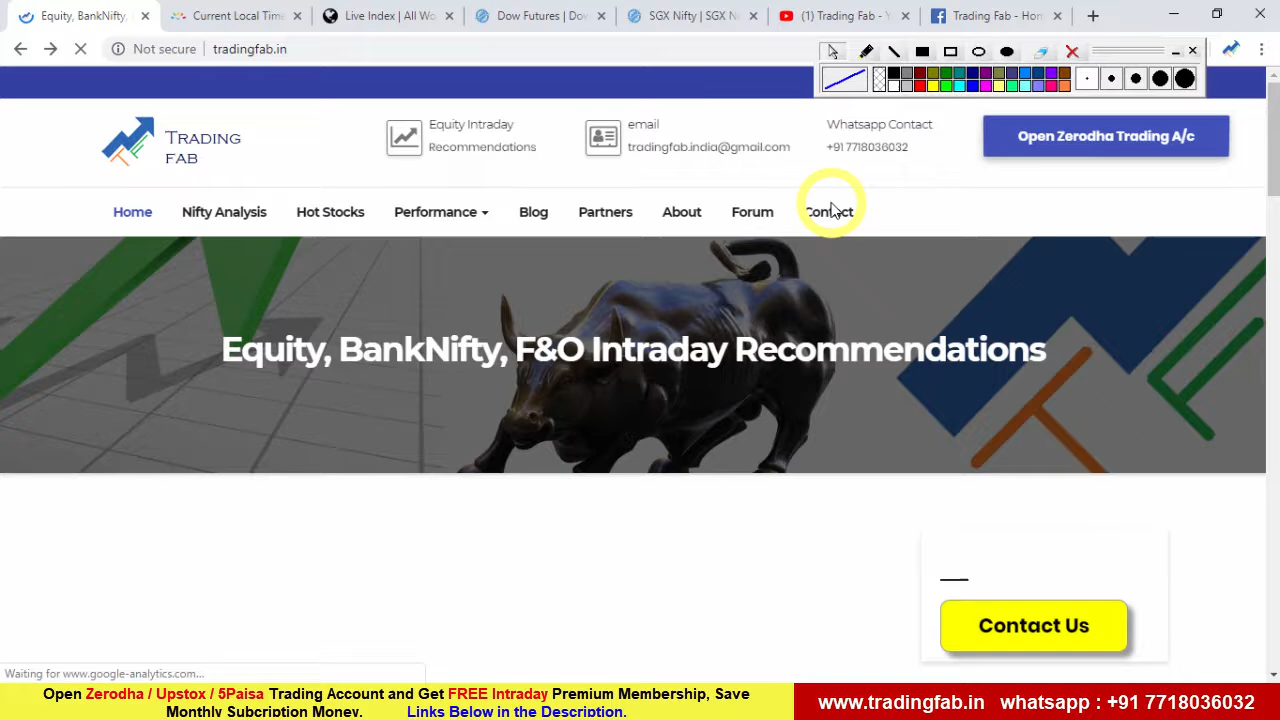 Equity, BankNifty,
Current Local Time
Live Index | All Wo
Dow Futures | Do
SGX Nifty | SGX N
(1) Trading Fab - Y
Trading Fab - Hom
Not secure
tradingfab.in
TRADING
FAB
Equity Intraday
Recommendations
email
tradingfab.india@gmail.com
Whatsapp Contact
+91 7718036032
Open Zerodha Trading A/c
Home
Nifty Analysis
Hot Stocks
Performance
Blog
Partners
About
Forum
Contact
Equity, BankNifty, F&O Intraday Recommendations
Contact Us
Waiting for www.google-analytics.com...
Open Zerodha / Upstox / 5Paisa Trading Account and Get FREE Intraday Premium Membership, Save
Monthly Subcription Money. Links Below in the Description.
www.tradingfab.in whatsapp : +91 7718036032